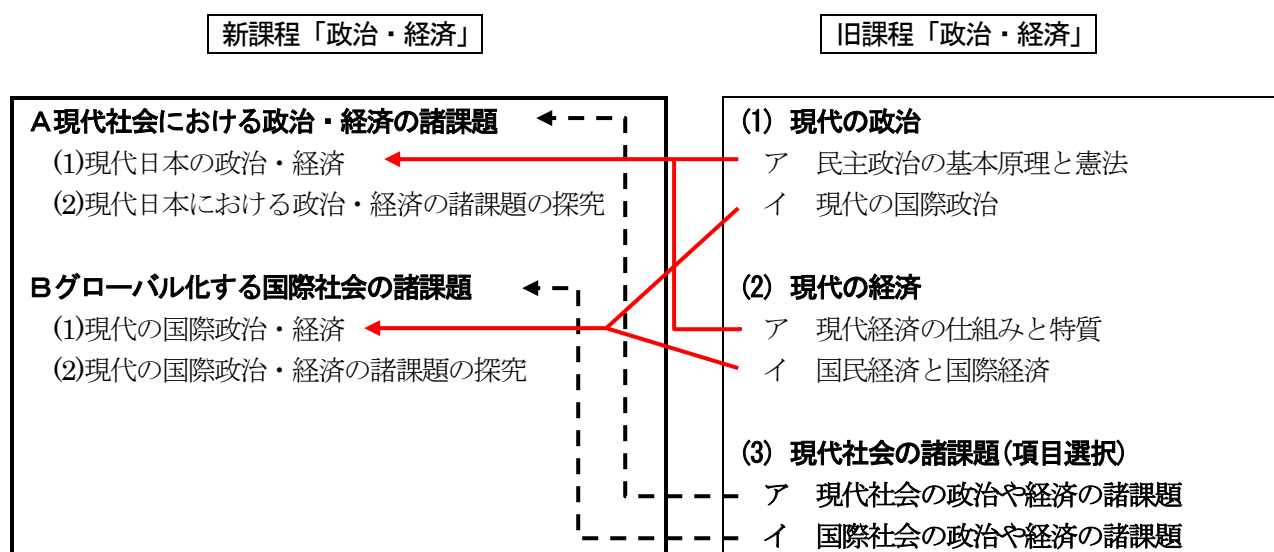 新課程「政治・経済」
旧課程「政治・経済」
A現代社会における政治・経済の諸課題
(1)現代日本の政治・経済
(2)現代日本における政治・経済の諸課題の探究
Bグローバル化する国際社会の諸課題
(1)現代の国際政治・経済
(2)現代の国際政治・経済の諸課題の探究
(1) 現代の政治
ア　民主政治の基本原理と憲法
イ　現代の国際政治
(2) 現代の経済
ア　現代経済の仕組みと特質
イ　国民経済と国際経済
(3) 現代社会の諸課題(項目選択)
ア　現代社会の政治や経済の諸課題
イ　国際社会の政治や経済の諸課題